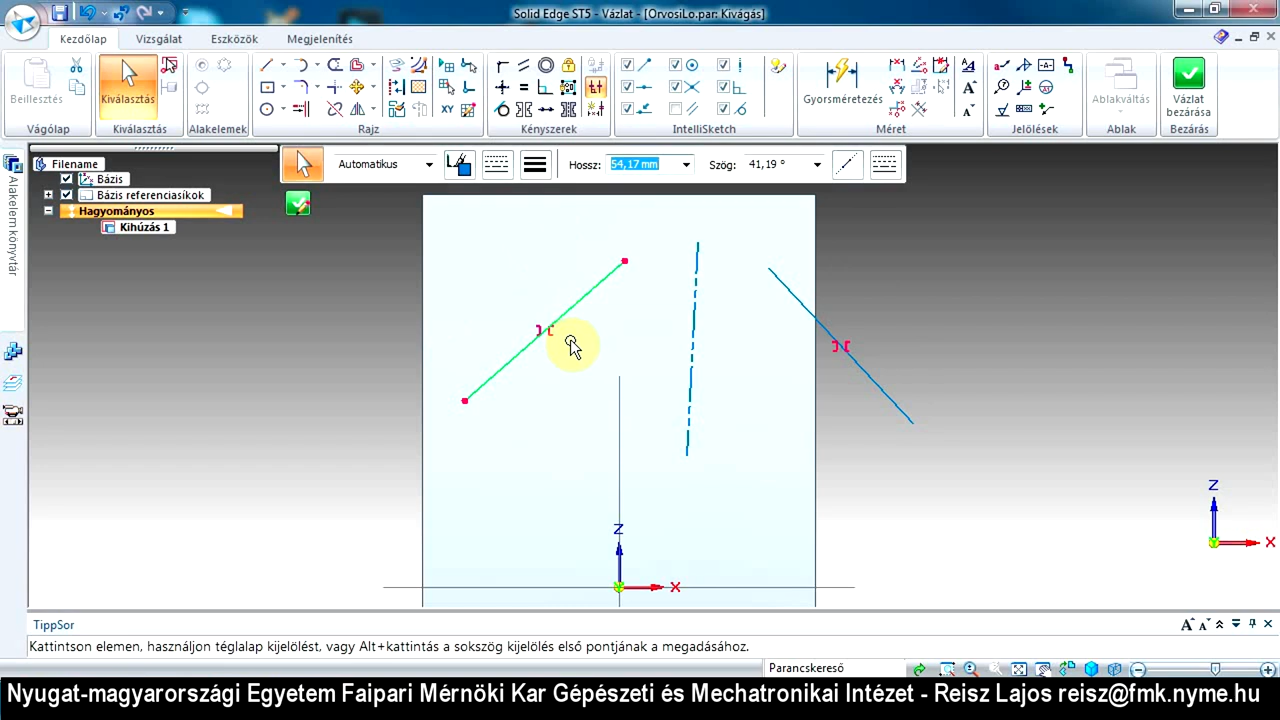 Solid Edge ST5 - Vázlat - [OrvosiLo.par: Kivágás]
Kezdőlap Vizsgálat Eszközök Megjelenítés
Beillesztés Kiválasztás Gyorsméretezés Ablakváltás Vázlat bezárása
XY
Vágólap Kiválasztás Alakelemek Rajz Kényszerek IntelliSketch Méret Jelölések Ablak Bezárás
Alakelem könyvtár
Automatikus Hossz: 54,17 mm Szög: 41,19 °
Filename
Bázis
Bázis referenciasíkok
Hagyományos
Kihúzás 1
Z
X
Z
X
TippSor
Kattintson elemen, használjon téglalap kijelölést, vagy Alt+kattintás a sokszög kijelölés első pontjának a megadásához.
Parancskereső
Nyugat-magyarországi Egyetem Faipari Mérnöki Kar Gépészeti és Mechatronikai Intézet - Reisz Lajos reisz@fmk.nyme.hu